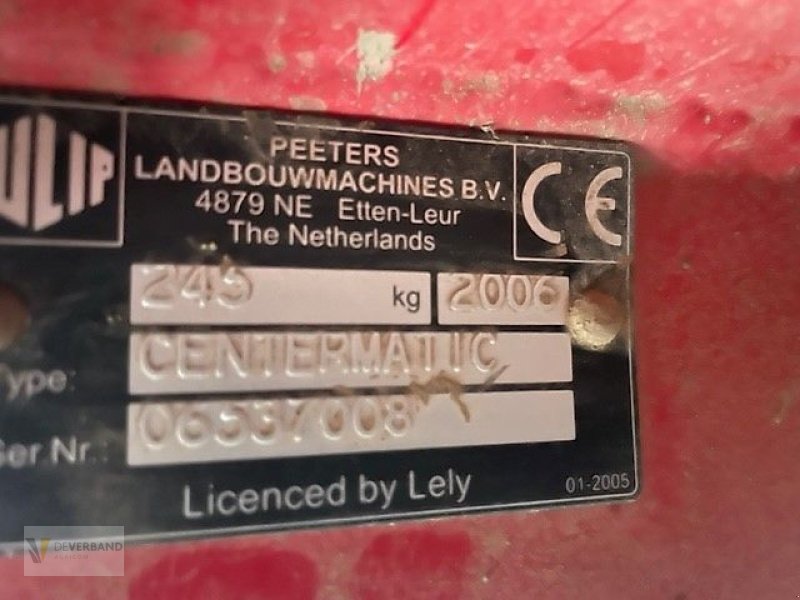 ULIP
PEETERS
LANDBOUWMACHINES B.V.
4879 NE Etten-Leur
The Netherlands
CE
245 kg 2006
Type: CENTERMATIC
Ser Nr.: 06537008
Licenced by Lely
01-2005
DEVERBAND
AGRICOM